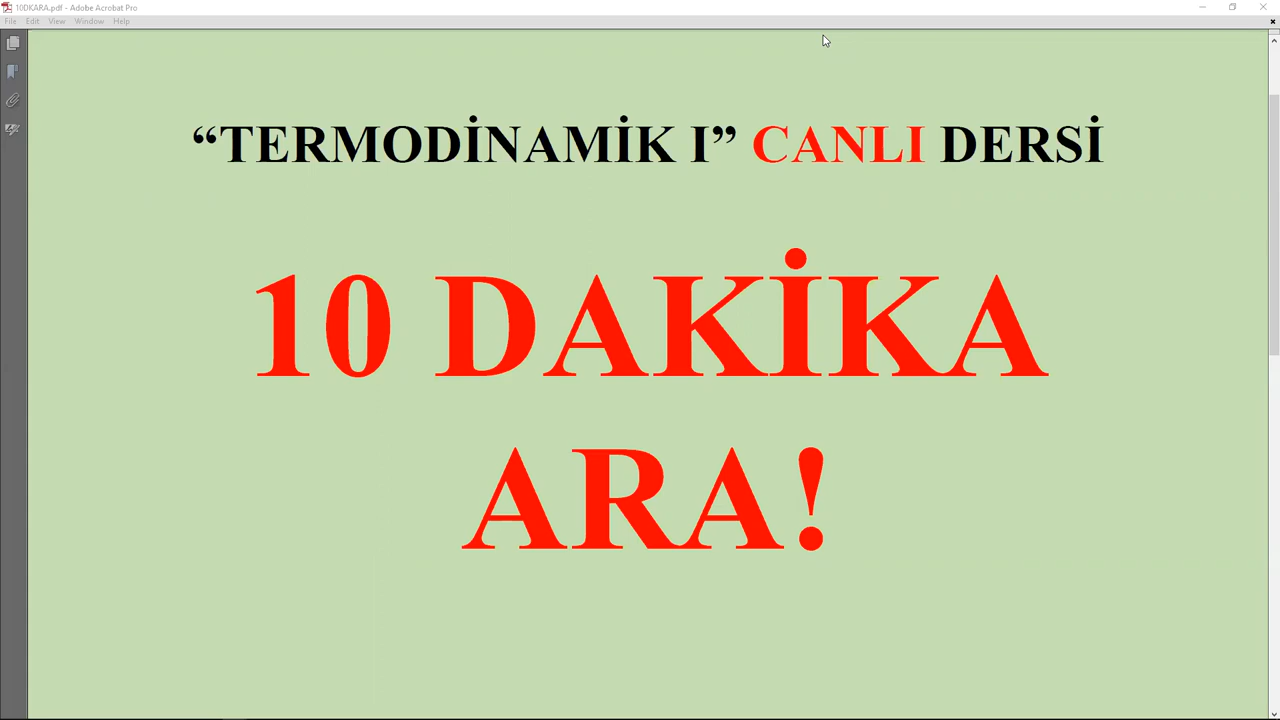 10DKARA.pdf - Adobe Acrobat Pro
File Edit View Window Help
“TERMODİNAMİK I” CANLI DERSİ
10 DAKİKA
ARA!